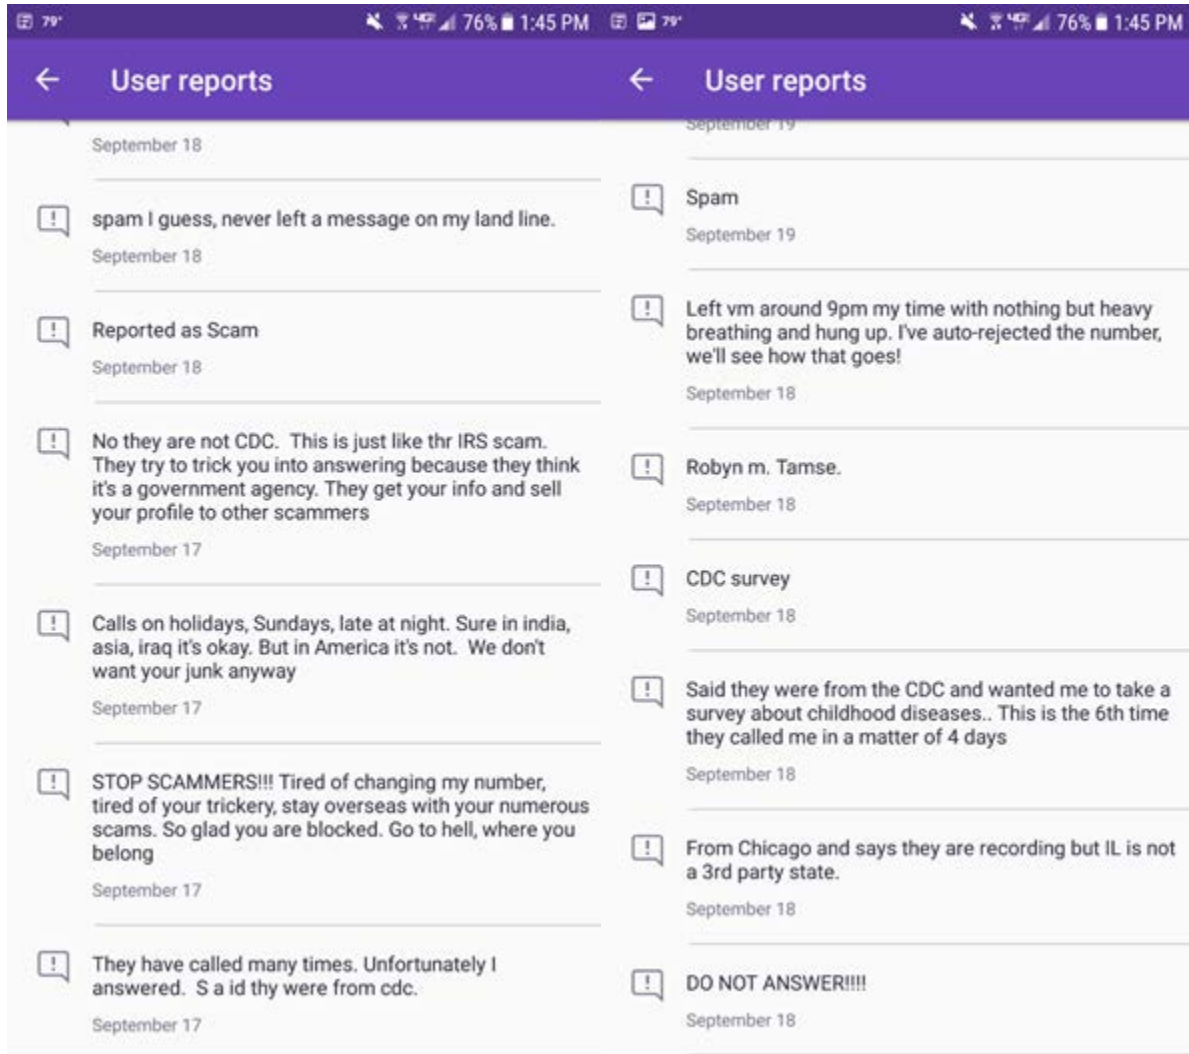 79°
76% 1:45 PM
User reports
September 18
spam I guess, never left a message on my land line.
September 18
Reported as Scam
September 18
No they are not CDC.  This is just like thr IRS scam.
They try to trick you into answering because they think
it's a government agency. They get your info and sell
your profile to other scammers
September 17
Calls on holidays, Sundays, late at night. Sure in india,
asia, iraq it's okay. But in America it's not.  We don't
want your junk anyway
September 17
STOP SCAMMERS!!! Tired of changing my number,
tired of your trickery, stay overseas with your numerous
scams. So glad you are blocked. Go to hell, where you
belong
September 17
They have called many times. Unfortunately I
answered.  S a id thy were from cdc.
September 17
79°
76% 1:45 PM
User reports
September 19
Spam
September 19
Left vm around 9pm my time with nothing but heavy
breathing and hung up. I've auto-rejected the number,
we'll see how that goes!
September 18
Robyn m. Tamse.
September 18
CDC survey
September 18
Said they were from the CDC and wanted me to take a
survey about childhood diseases.. This is the 6th time
they called me in a matter of 4 days
September 18
From Chicago and says they are recording but IL is not
a 3rd party state.
September 18
DO NOT ANSWER!!!!
September 18